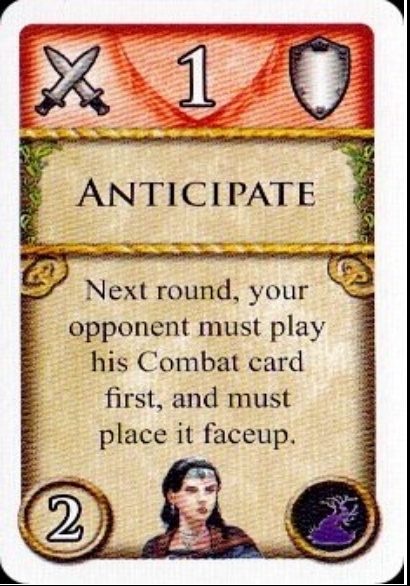 1
ANTICIPATE
Next round, your
opponent must play
his Combat card
first, and must
place it faceup.
2